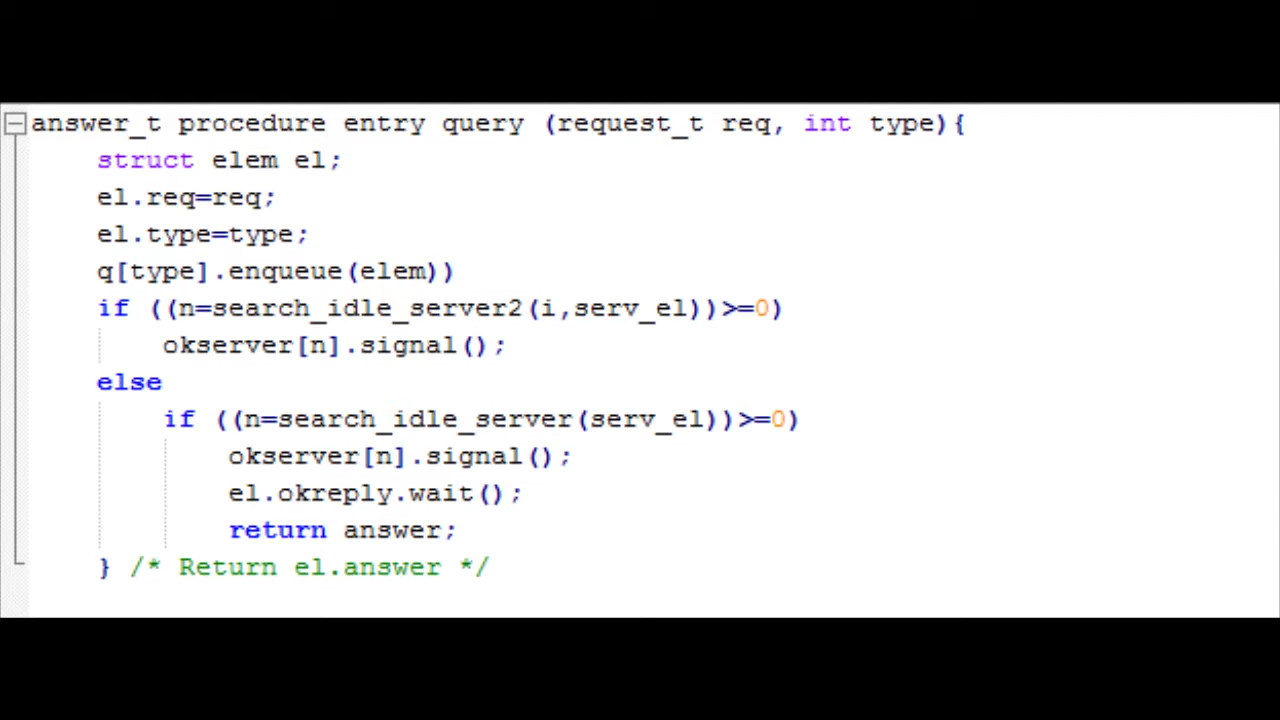 answer_t procedure entry query (request_t req, int type){
struct elem el;
el.req=req;
el.type=type;
q[type].enqueue(elem))
if ((n=search_idle_server2(i,serv_el))>=0)
okserver[n].signal();
else
if ((n=search_idle_server(serv_el))>=0)
okserver[n].signal();
el.okreply.wait();
return answer;
} /* Return el.answer */